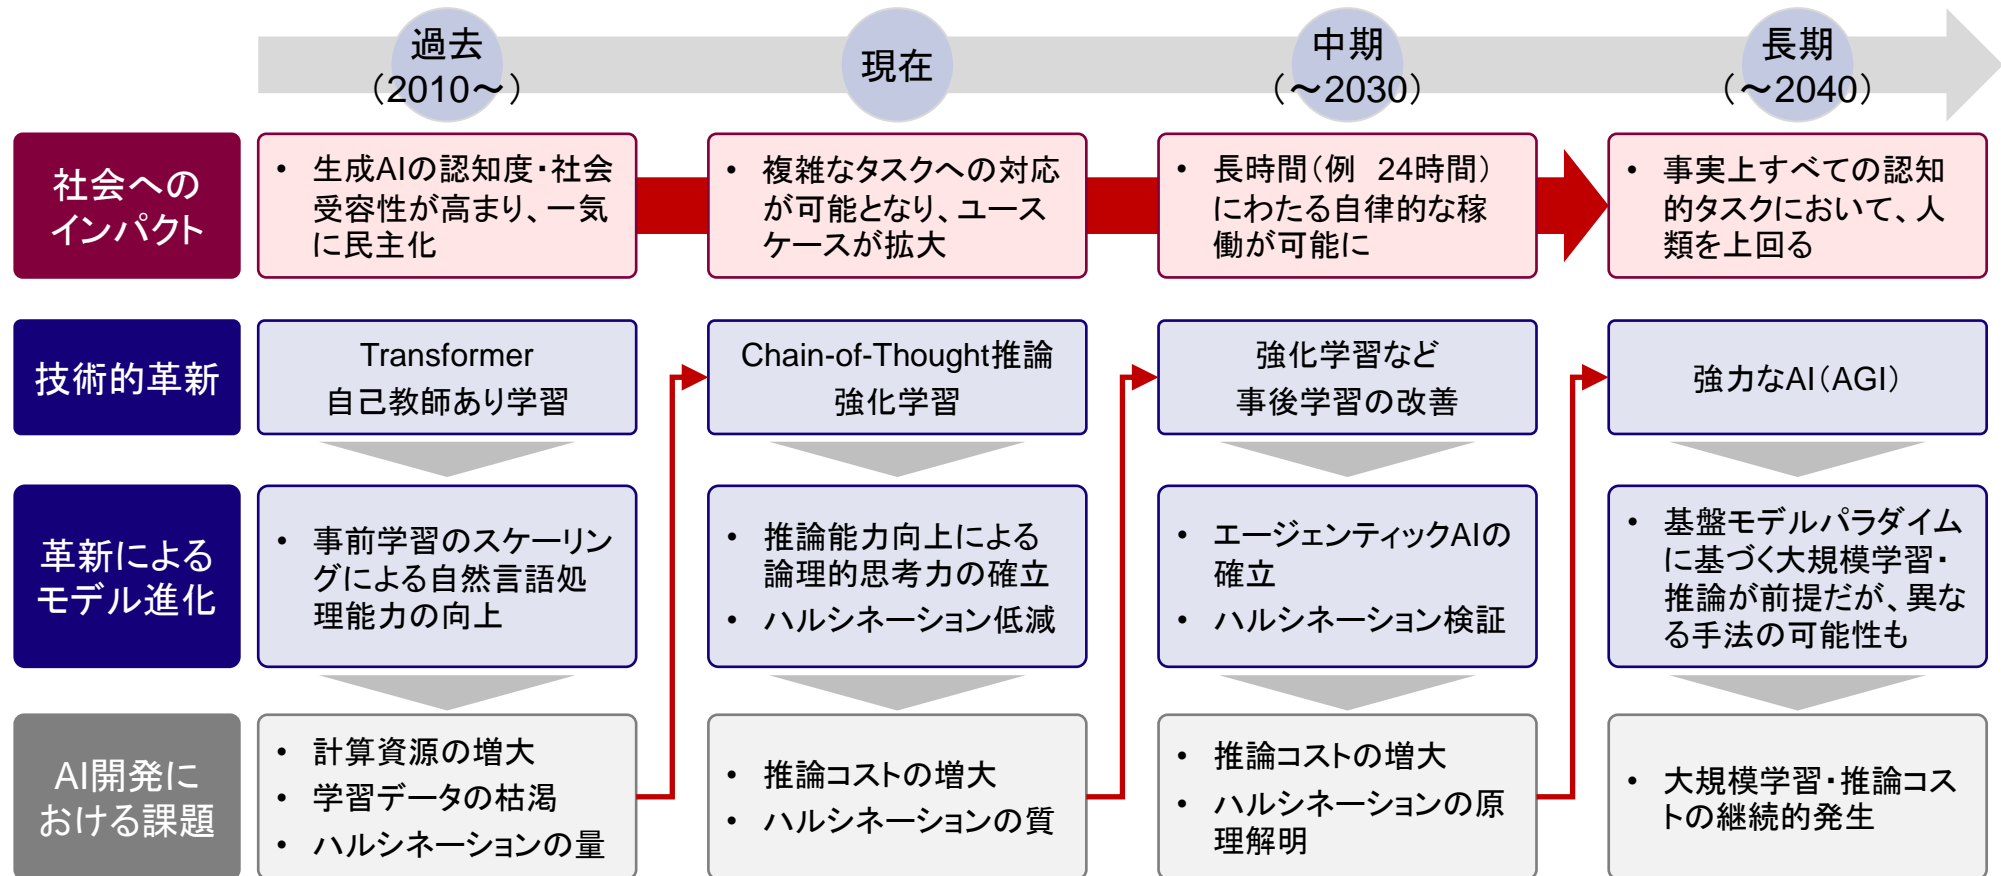 過去
（2010～）
現在
中期
（～2030）
長期
（～2040）
社会への
インパクト
• 生成AIの認知度・社会
受容性が高まり、一気
に民主化
• 複雑なタスクへの対応
が可能となり、ユース
ケースが拡大
• 長時間（例　24時間）
にわたる自律的な稼
働が可能に
• 事実上すべての認知
的タスクにおいて、人
類を上回る
技術的革新
Transformer
自己教師あり学習
Chain-of-Thought推論
強化学習
強化学習など
事後学習の改善
強力なAI（AGI）
革新による
モデル進化
• 事前学習のスケーリン
グによる自然言語処
理能力の向上
• 推論能力向上による
論理的思考力の確立
• ハルシネーション低減
• エージェンティックAIの
確立
• ハルシネーション検証
• 基盤モデルパラダイム
に基づく大規模学習・
推論が前提だが、異な
る手法の可能性も
AI開発に
おける課題
• 計算資源の増大
• 学習データの枯渇
• ハルシネーションの量
• 推論コストの増大
• ハルシネーションの質
• 推論コストの増大
• ハルシネーションの原
理解明
• 大規模学習・推論コス
トの継続的発生